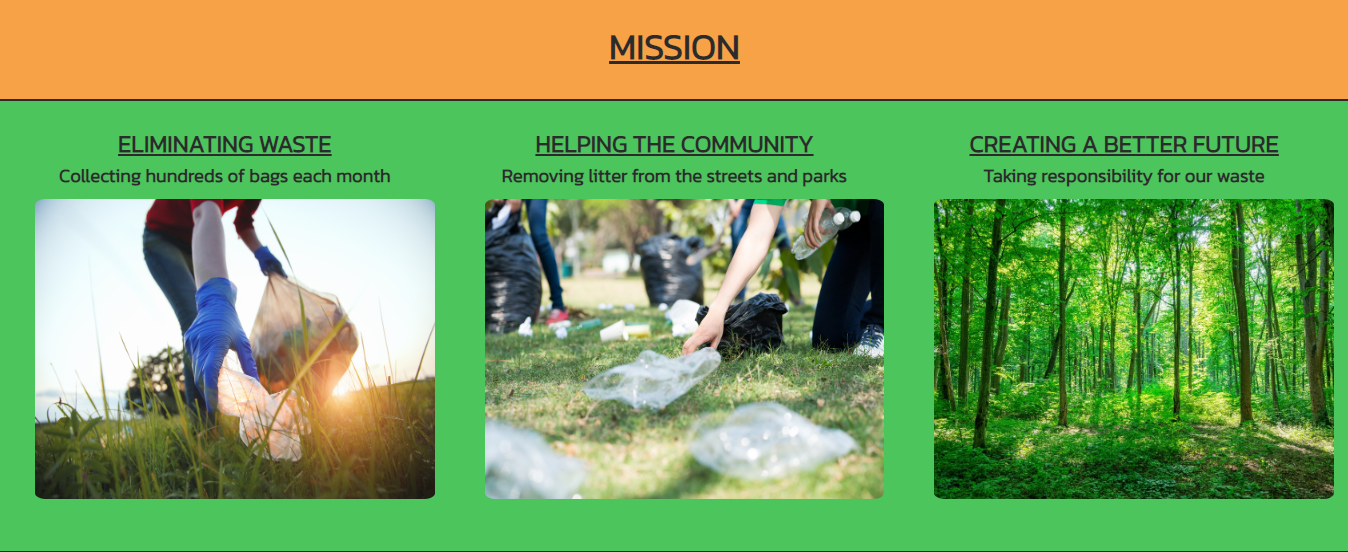 MISSION
ELIMINATING WASTE
Collecting hundreds of bags each month
HELPING THE COMMUNITY
Removing litter from the streets and parks
CREATING A BETTER FUTURE
Taking responsibility for our waste